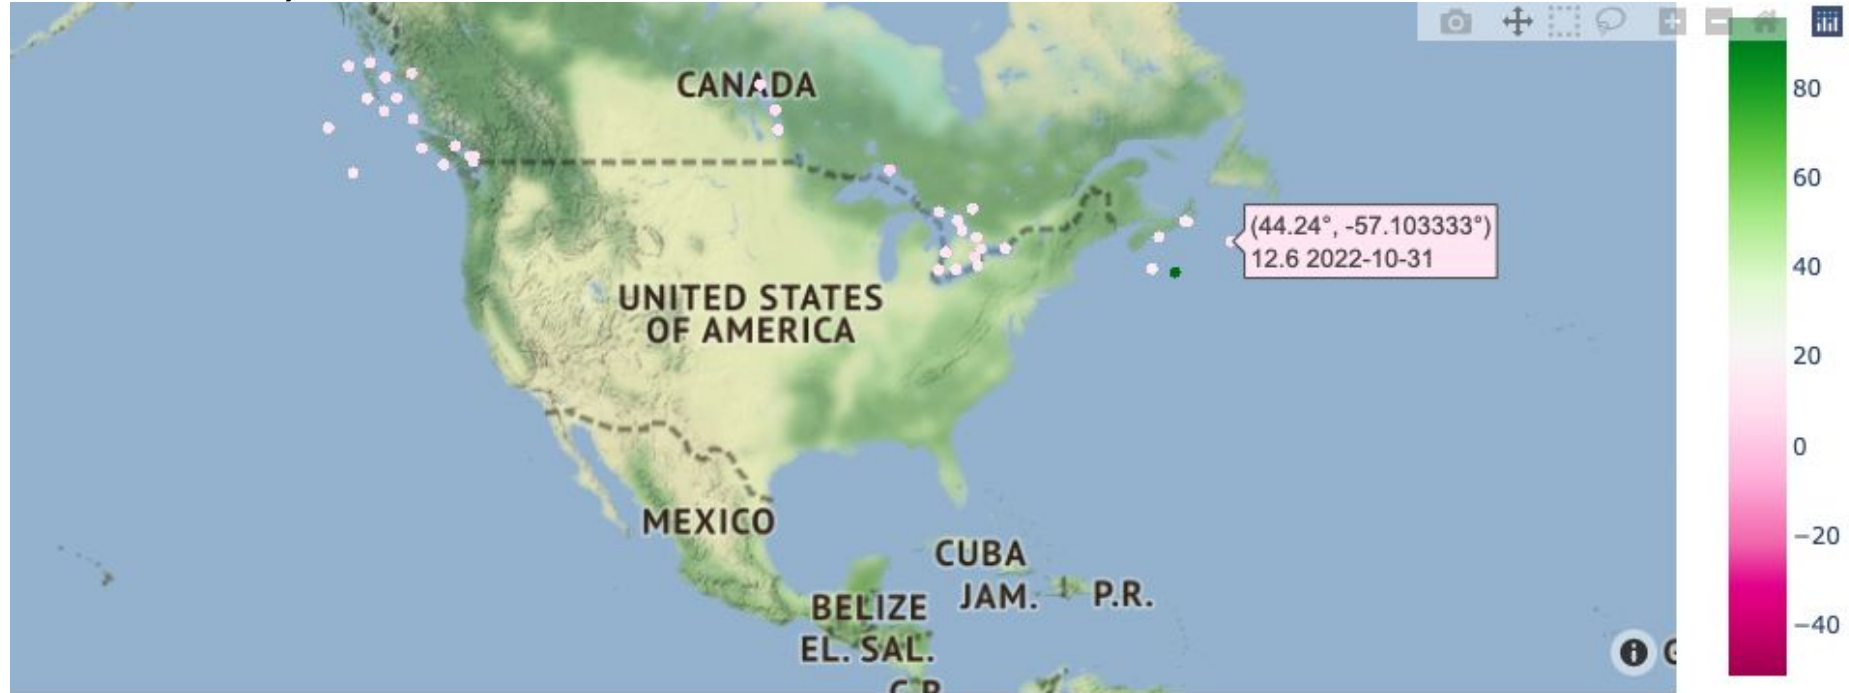 CANADA
80
60
(44.24°, -57.103333°)
12.6 2022-10-31
40
UNITED STATES
OF AMERICA
20
0
MEXICO
−20
CUBA
JAM.
P.R.
BELIZE
−40
EL. SAL.